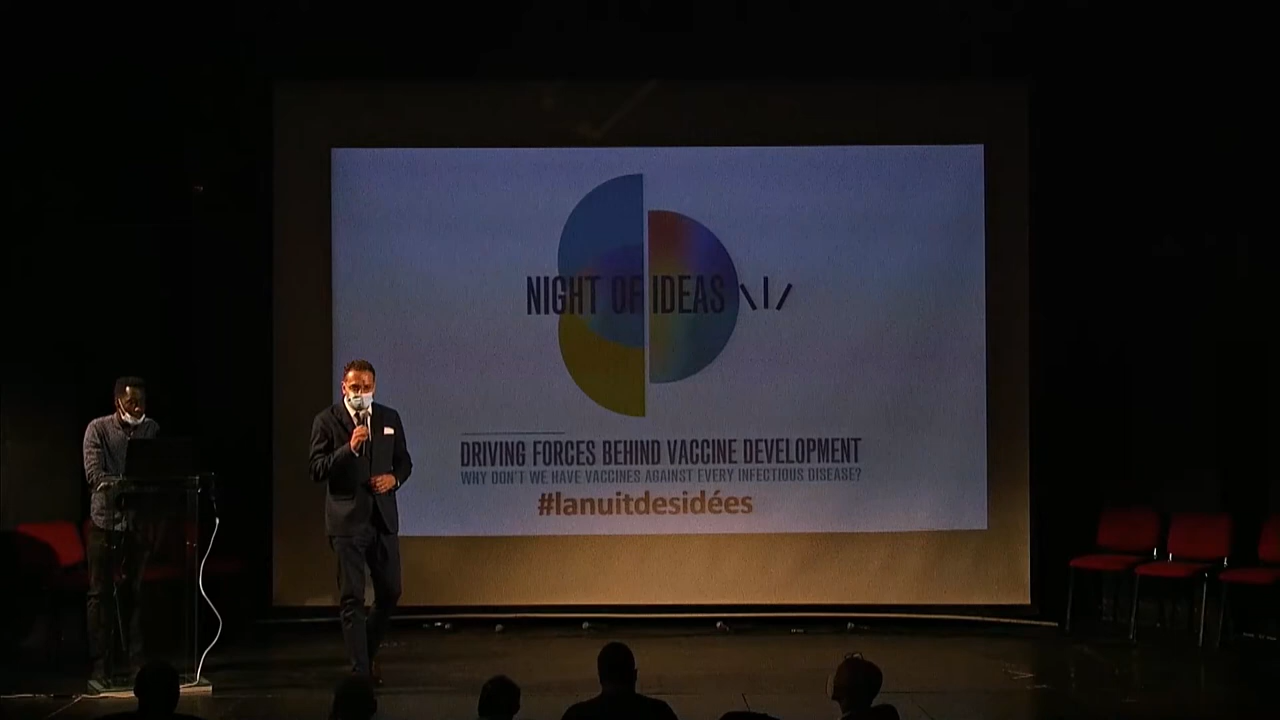 NIGHT OF IDEAS
DRIVING FORCES BEHIND VACCINE DEVELOPMENT
WHY DON'T WE HAVE VACCINES AGAINST EVERY INFECTIOUS DISEASE?
#lanuitdesidées